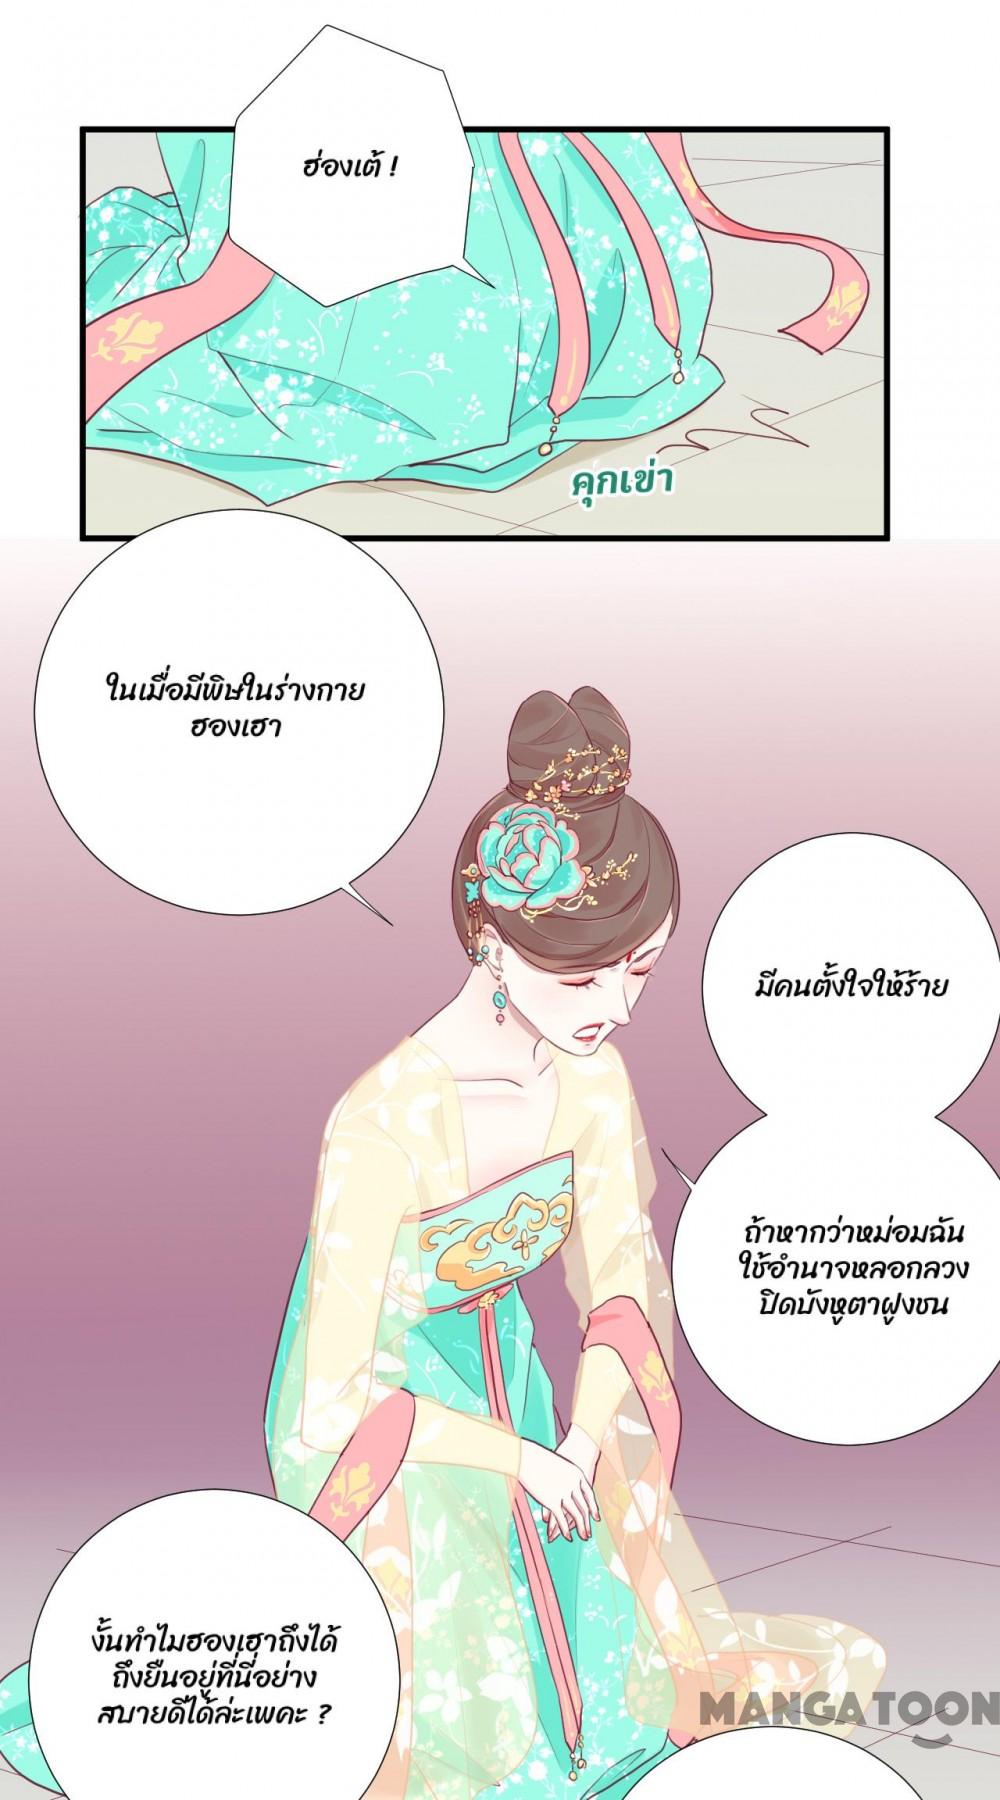 ฮ่องเต้ !
คุกเข่า
ในเมื่อมีพิษในร่างกาย
ฮองเฮา
มีคนตั้งใจให้ร้าย
ถ้าหากว่าหม่อมฉัน
ใช้อำนาจหลอกลวง
ปิดบังหูตาฝูงชน
งั้นทำไมฮองเฮาถึงได้
ถึงยืนอยู่ที่นี่อย่าง
สบายดีได้ล่ะเพคะ ?
MANGATOON